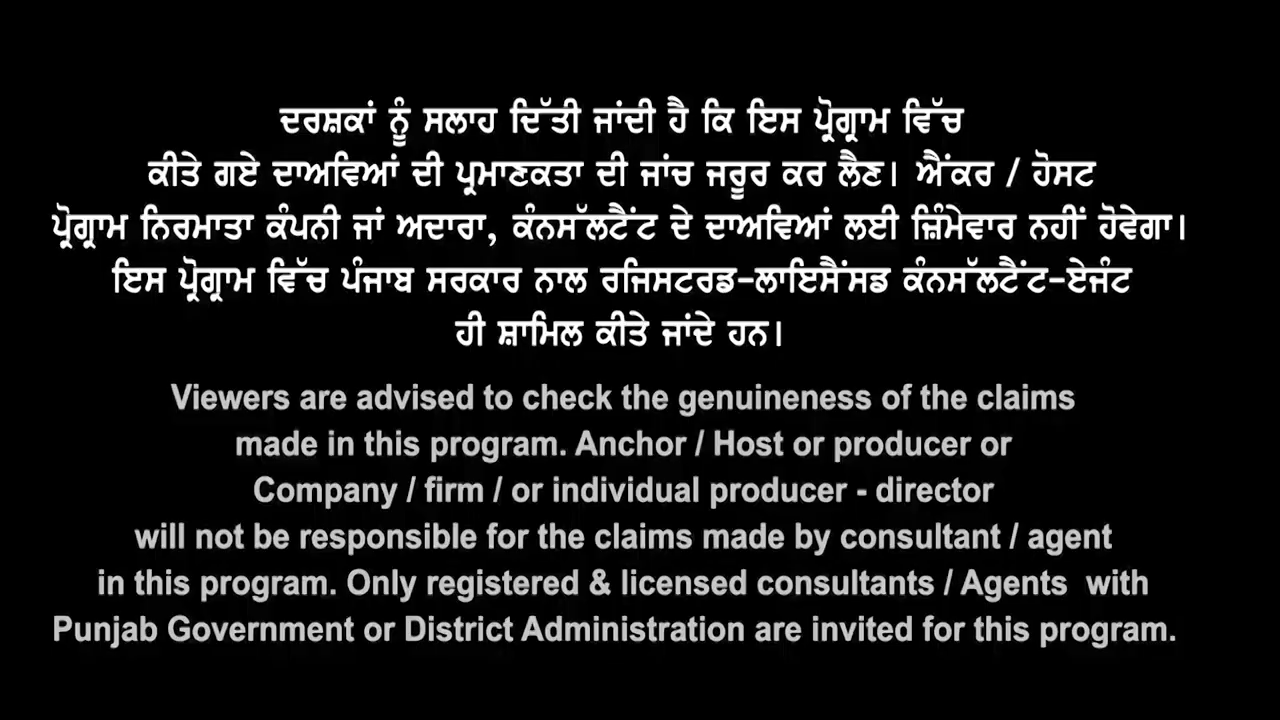 ਦਰਸ਼ਕਾਂ ਨੂੰ ਸਲਾਹ ਦਿੱਤੀ ਜਾਂਦੀ ਹੈ ਕਿ ਇਸ ਪ੍ਰੋਗ੍ਰਾਮ ਵਿੱਚ
ਕੀਤੇ ਗਏ ਦਾਅਵਿਆਂ ਦੀ ਪ੍ਰਮਾਣਕਤਾ ਦੀ ਜਾਂਚ ਜਰੂਰ ਕਰ ਲੈਣ। ਐਂਕਰ / ਹੋਸਟ
ਪ੍ਰੋਗ੍ਰਾਮ ਨਿਰਮਾਤਾ ਕੰਪਨੀ ਜਾਂ ਅਦਾਰਾ, ਕੰਨਸੱਲਟੈਂਟ ਦੇ ਦਾਅਵਿਆਂ ਲਈ ਜ਼ਿੰਮੇਵਾਰ ਨਹੀਂ ਹੋਵੇਗਾ।
ਇਸ ਪ੍ਰੋਗ੍ਰਾਮ ਵਿੱਚ ਪੰਜਾਬ ਸਰਕਾਰ ਨਾਲ ਰਜਿਸਟਰਡ-ਲਾਇਸੈਂਸਡ ਕੰਨਸੱਲਟੈਂਟ-ਏਜੰਟ
ਹੀ ਸ਼ਾਮਿਲ ਕੀਤੇ ਜਾਂਦੇ ਹਨ।
Viewers are advised to check the genuineness of the claims
made in this program. Anchor / Host or producer or
Company / firm / or individual producer - director
will not be responsible for the claims made by consultant / agent
in this program. Only registered & licensed consultants / Agents with
Punjab Government or District Administration are invited for this program.